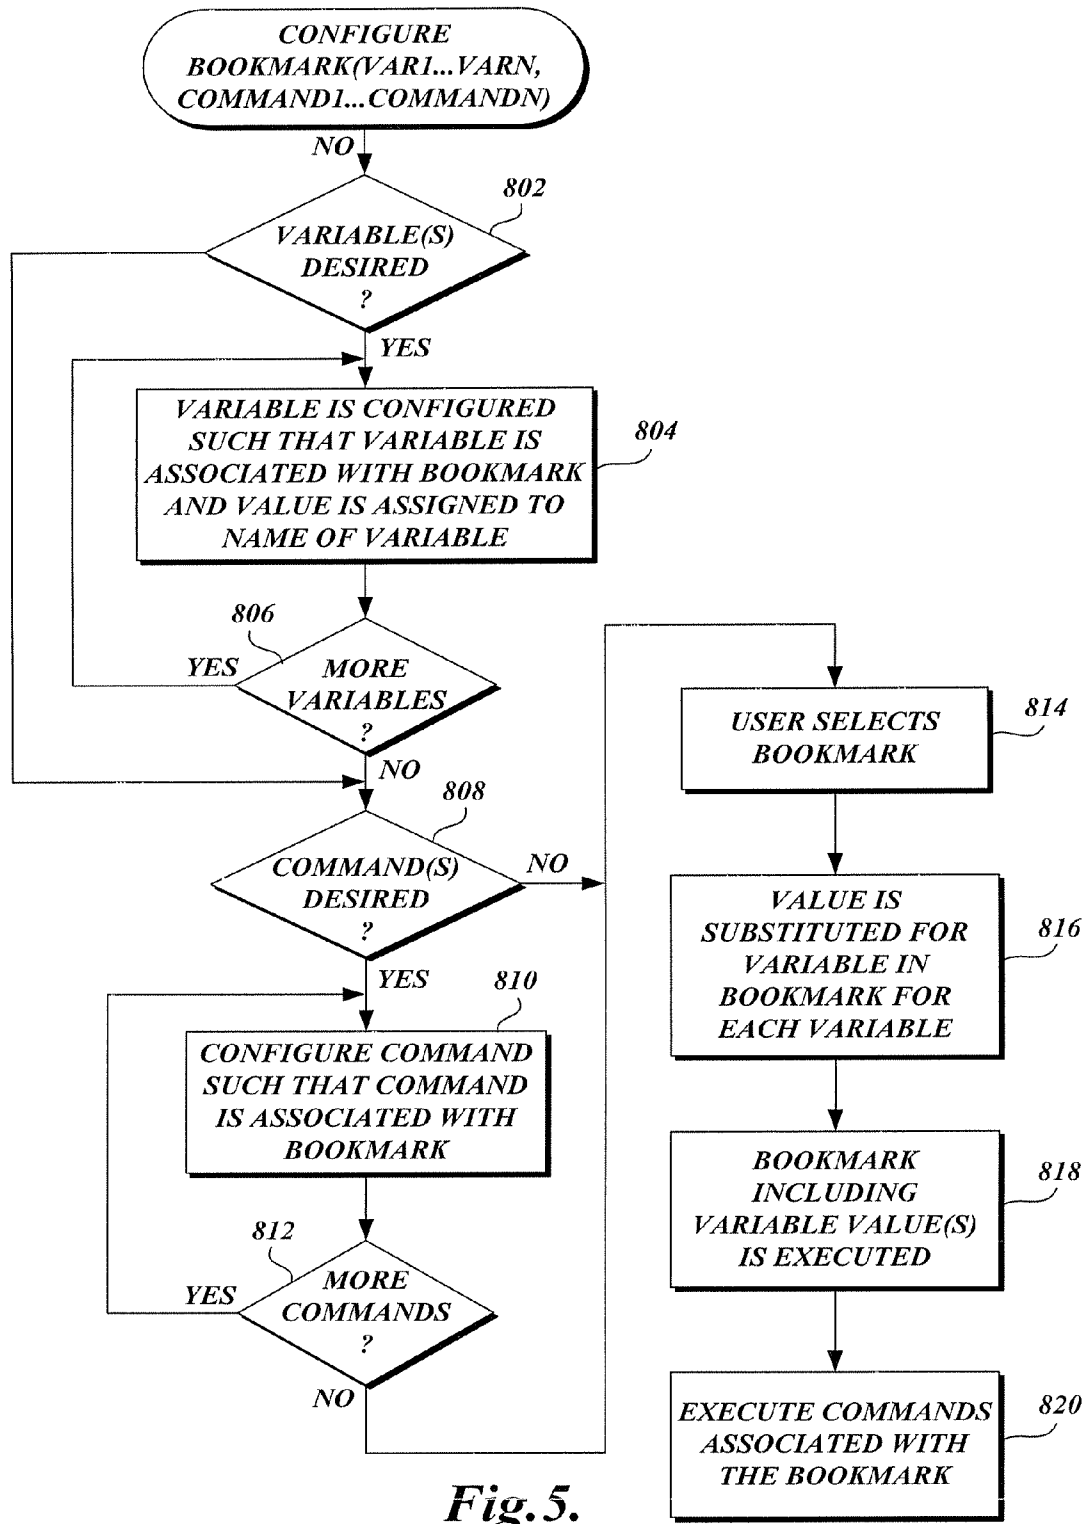 CONFIGURE
BOOKMARK(VAR1...VARN,
COMMAND1...COMMANDN)
NO
802
VARIABLE(S)
DESIRED
?
YES
VARIABLE IS CONFIGURED
SUCH THAT VARIABLE IS
ASSOCIATED WITH BOOKMARK
AND VALUE IS ASSIGNED TO
NAME OF VARIABLE
804
806
YES
MORE
VARIABLES
?
NO
808
COMMAND(S)
DESIRED
?
NO
YES
810
CONFIGURE COMMAND
SUCH THAT COMMAND
IS ASSOCIATED WITH
BOOKMARK
812
YES
MORE
COMMANDS
?
NO
USER SELECTS
BOOKMARK
814
VALUE IS
SUBSTITUTED FOR
VARIABLE IN
BOOKMARK FOR
EACH VARIABLE
816
BOOKMARK
INCLUDING
VARIABLE VALUE(S)
IS EXECUTED
818
EXECUTE COMMANDS
ASSOCIATED WITH
THE BOOKMARK
820
Fig.5.